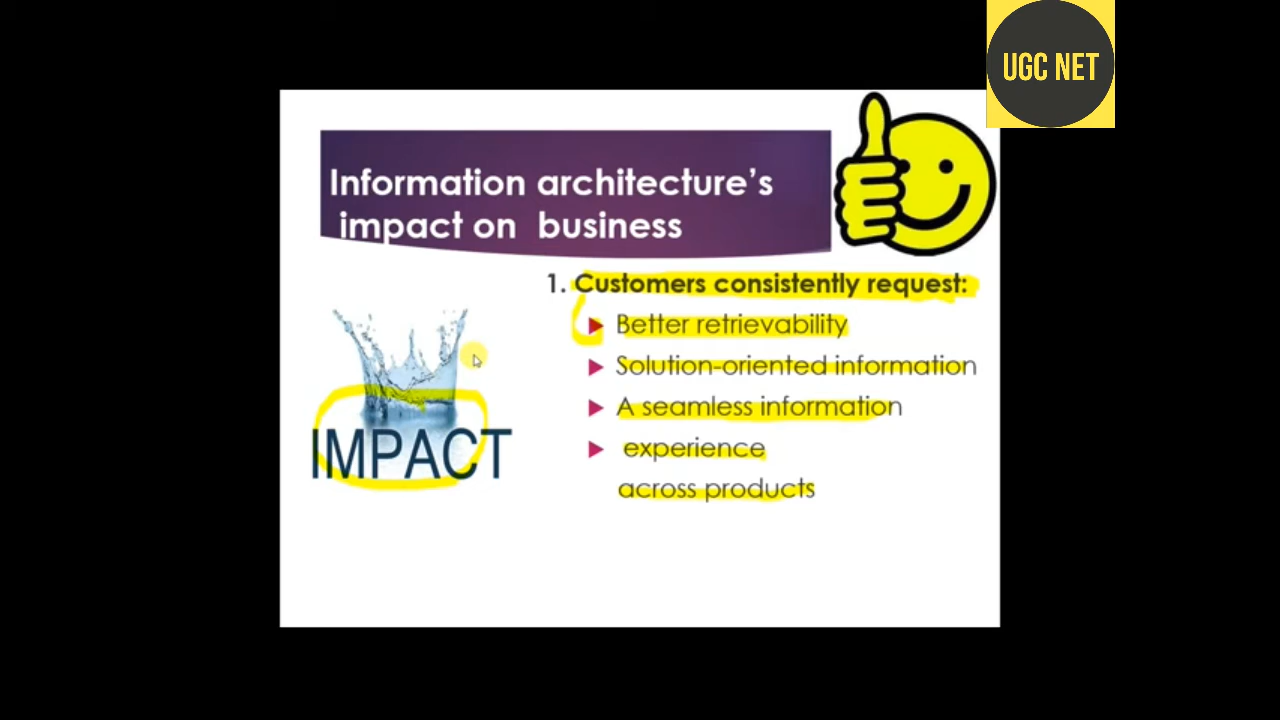 UGC NET
Information architecture's
impact on business
1. Customers consistently request:
Better retrievability
Solution-oriented information
A seamless information
experience
across products
IMPACT